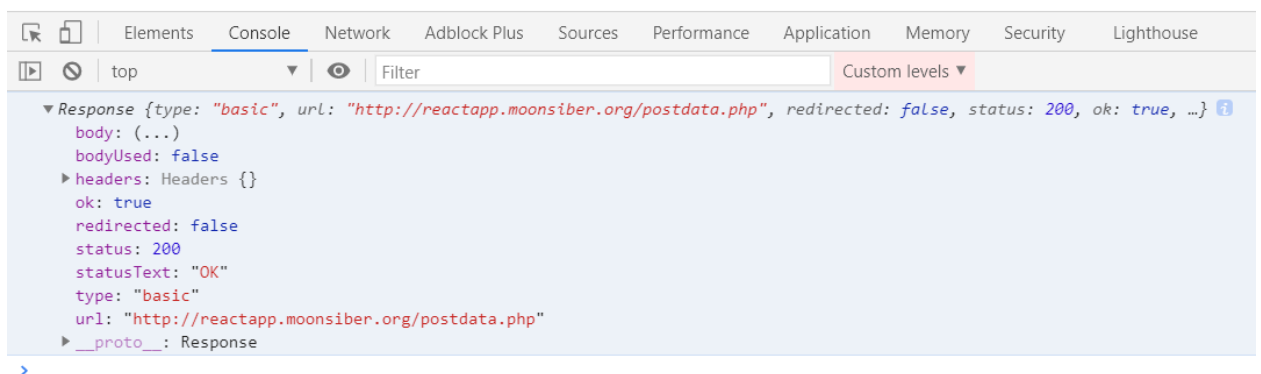 Elements Console Network Adblock Plus Sources Performance Application Memory Security Lighthouse
top ▼ Filter Custom levels ▼
▼Response {type: "basic", url: "http://reactapp.moonsiber.org/postdata.php", redirected: false, status: 200, ok: true, …} i
body: (...)
bodyUsed: false
▶headers: Headers {}
ok: true
redirected: false
status: 200
statusText: "OK"
type: "basic"
url: "http://reactapp.moonsiber.org/postdata.php"
▶__proto__: Response
>